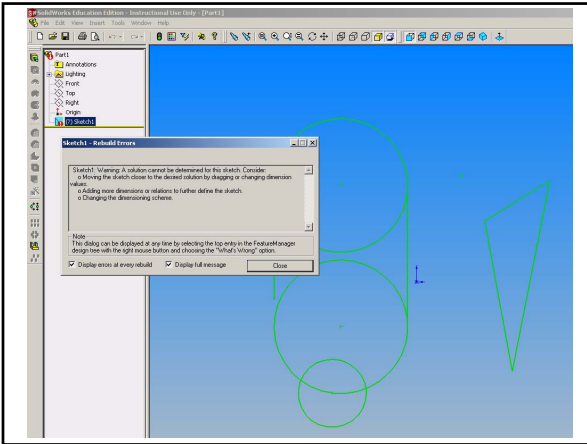 SolidWorks Education Edition - Instructional Use Only - [Part1]
File Edit View Insert Tools Window Help
Part1
Annotations
Lighting
Front
Top
Right
Origin
(?) Sketch1
Sketch1 - Rebuild Errors
Sketch1: Warning: A solution cannot be determined for this sketch. Consider:
o Moving the sketch closer to the desired solution by dragging or changing dimension
values.
o Adding more dimensions or relations to further define the sketch.
o Changing the dimensioning scheme.
Note
This dialog can be displayed at any time by selecting the top entry in the FeatureManager
design tree with the right mouse button and choosing the "What's Wrong" option.
Display errors at every rebuild Display full message Close